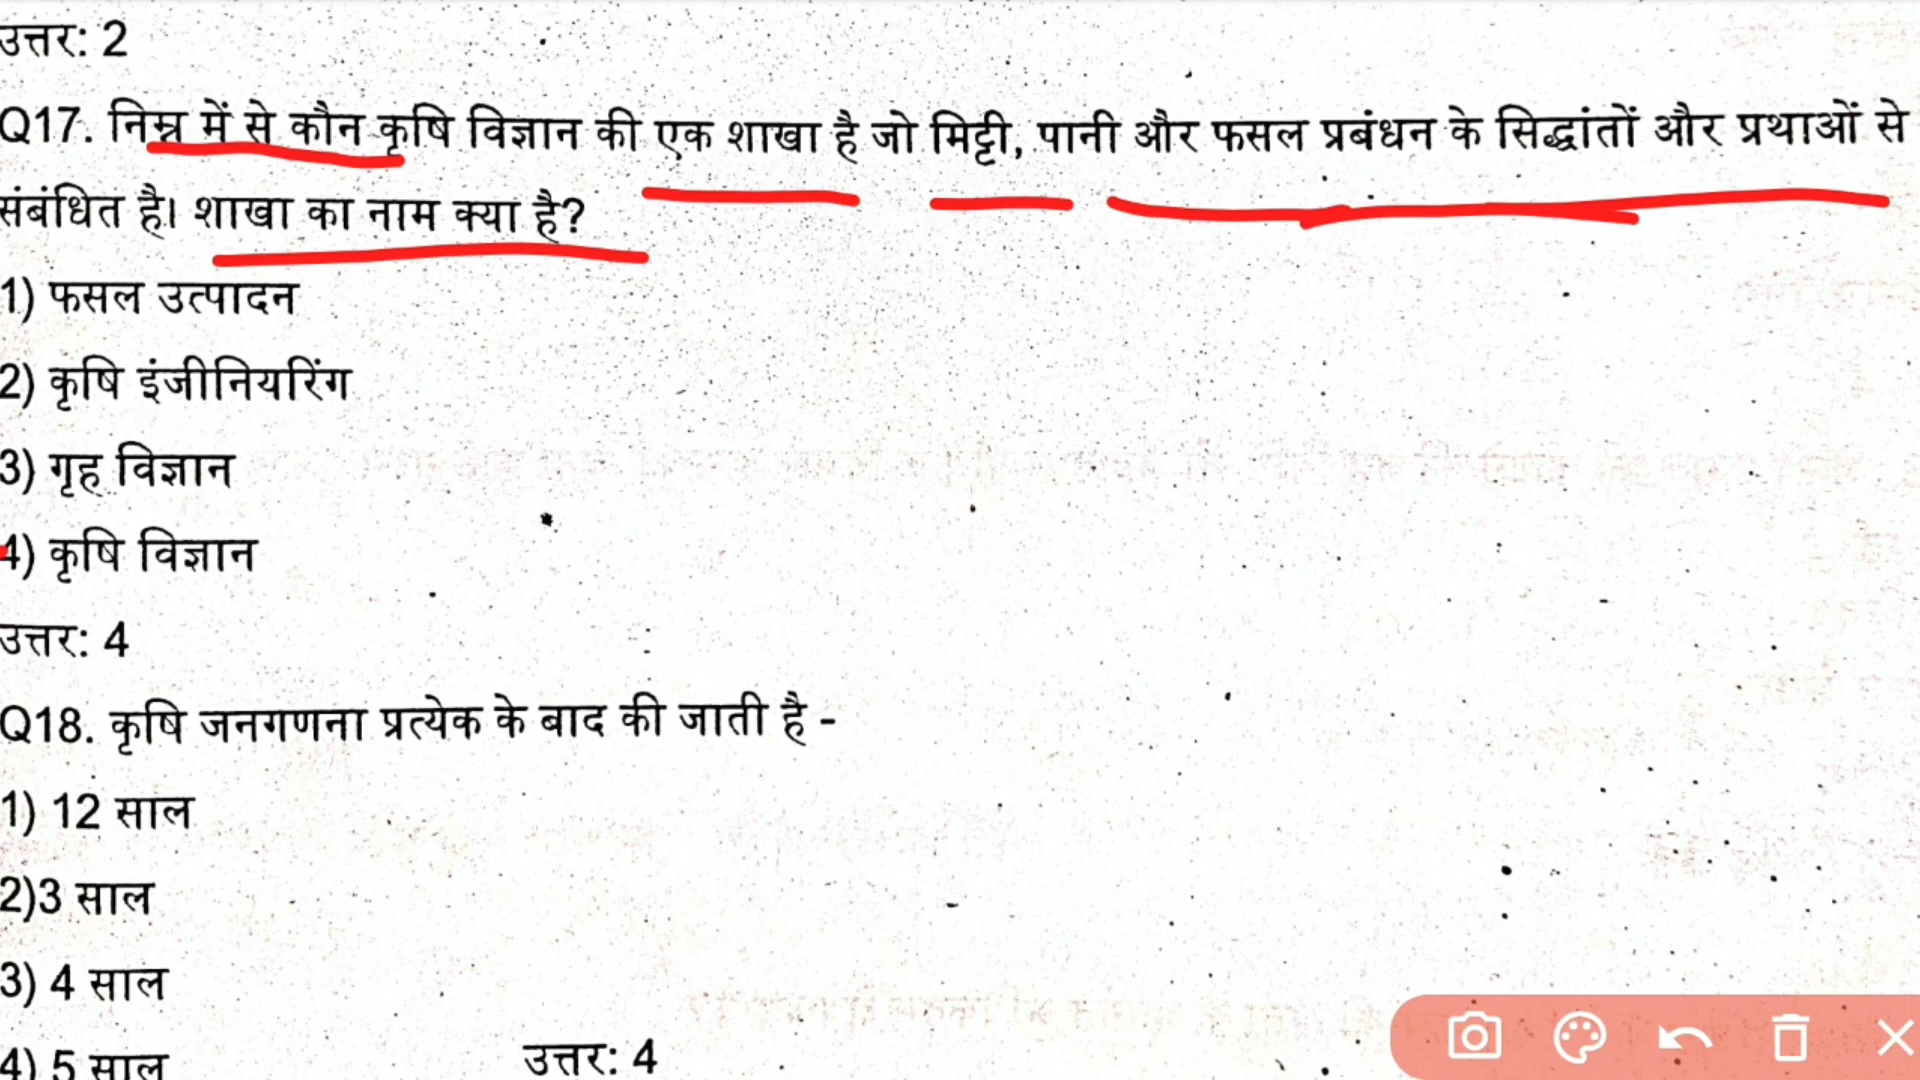 उत्तर: 2
Q17. निम्न में से कौन कृषि विज्ञान की एक शाखा है जो मिट्टी, पानी और फसल प्रबंधन के सिद्धांतों और प्रथाओं से
संबंधित है। शाखा का नाम क्या है?
1) फसल उत्पादन
2) कृषि इंजीनियरिंग
3) गृह विज्ञान
4) कृषि विज्ञान
उत्तर: 4
Q18. कृषि जनगणना प्रत्येक के बाद की जाती है -
1) 12 साल
2)3 साल
3) 4 साल
4) 5 साल
उत्तर: 4